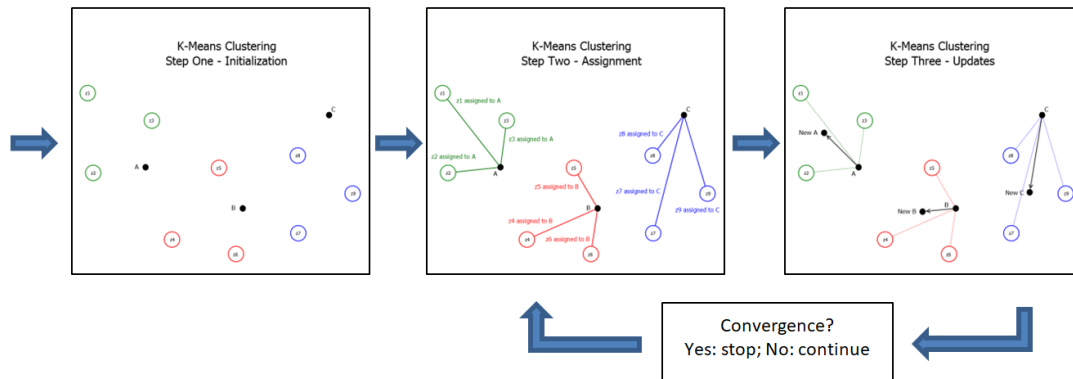 K-Means Clustering
Step One - Initialization
z1
z3
C
A
z2
z5
z8
z9
B
z4
z7
z6
K-Means Clustering
Step Two - Assignment
z1
z1 assigned to A
C
z3
z3 assigned to A
z8 assigned to C
z2 assigned to A
z8
z2
A
z5
z5 assigned to B
z7 assigned to C
z9
B
z9 assigned to C
z4 assigned to B
z4
z6 assigned to B
z7
z6
K-Means Clustering
Step Three - Updates
z1
C
New A
z3
z8
z2
A
z5
z9
New C
B
New B
z4
z7
z6
Convergence?
Yes: stop; No: continue